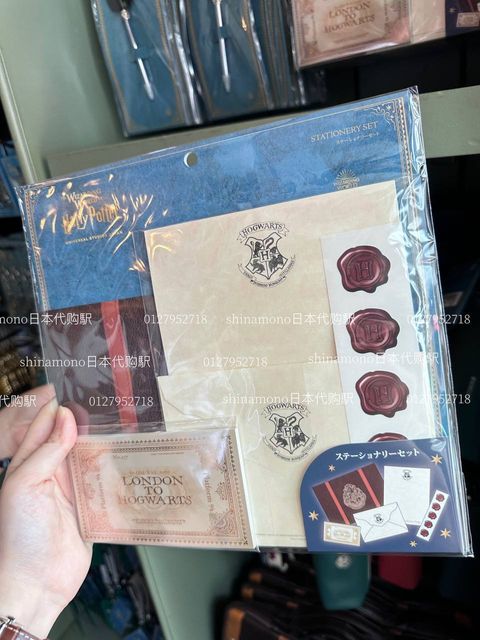 LONDON
TO
HOGWARTS
STATIONERY SET
ステーショナリーセット
Harry Potter
UNIVERSAL STUDIOS JAPAN
HOGWARTS
shinamono日本代购駅 0127952718 shinamono日本代购駅 0127952718
shinamono日本代购駅 0127952718 shinamono日本代购駅
0127952718 shinamono日本代购駅 0127952718
HOGWARTS
ステーショナリーセット
LONDON
TO
HOGWARTS
H
H
H